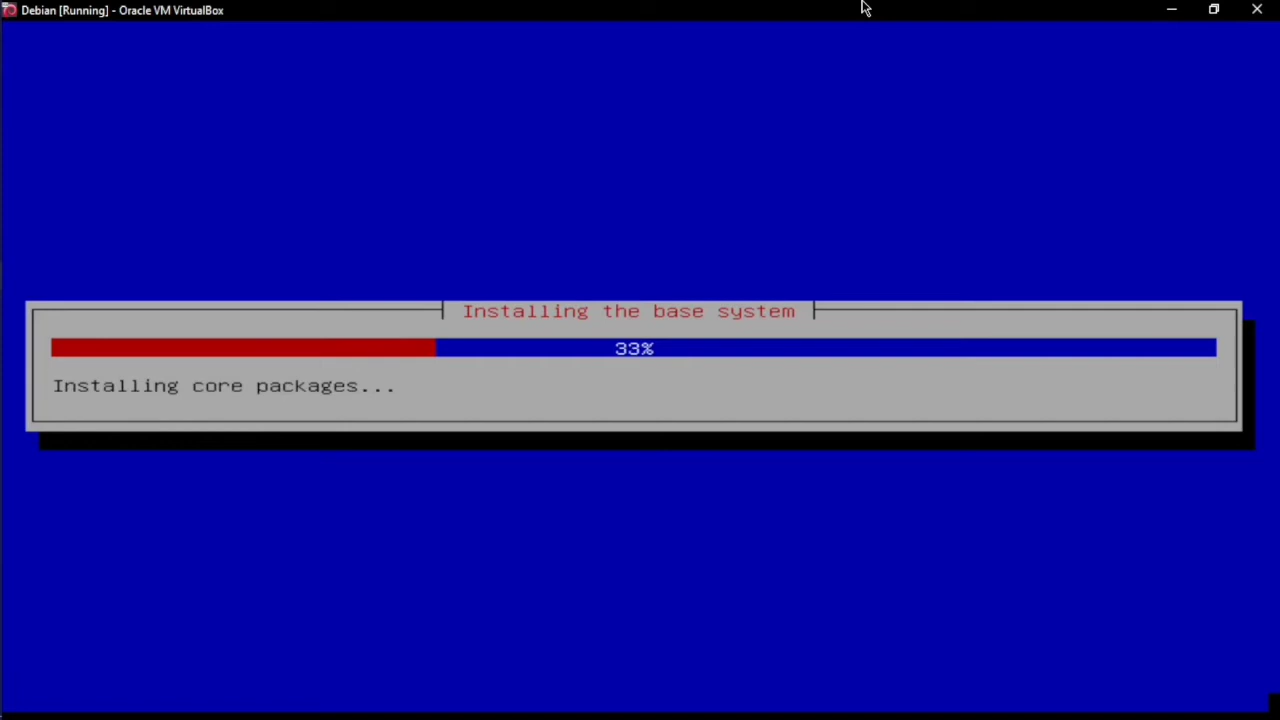 Debian [Running] - Oracle VM VirtualBox
Installing the base system
33%
Installing core packages...